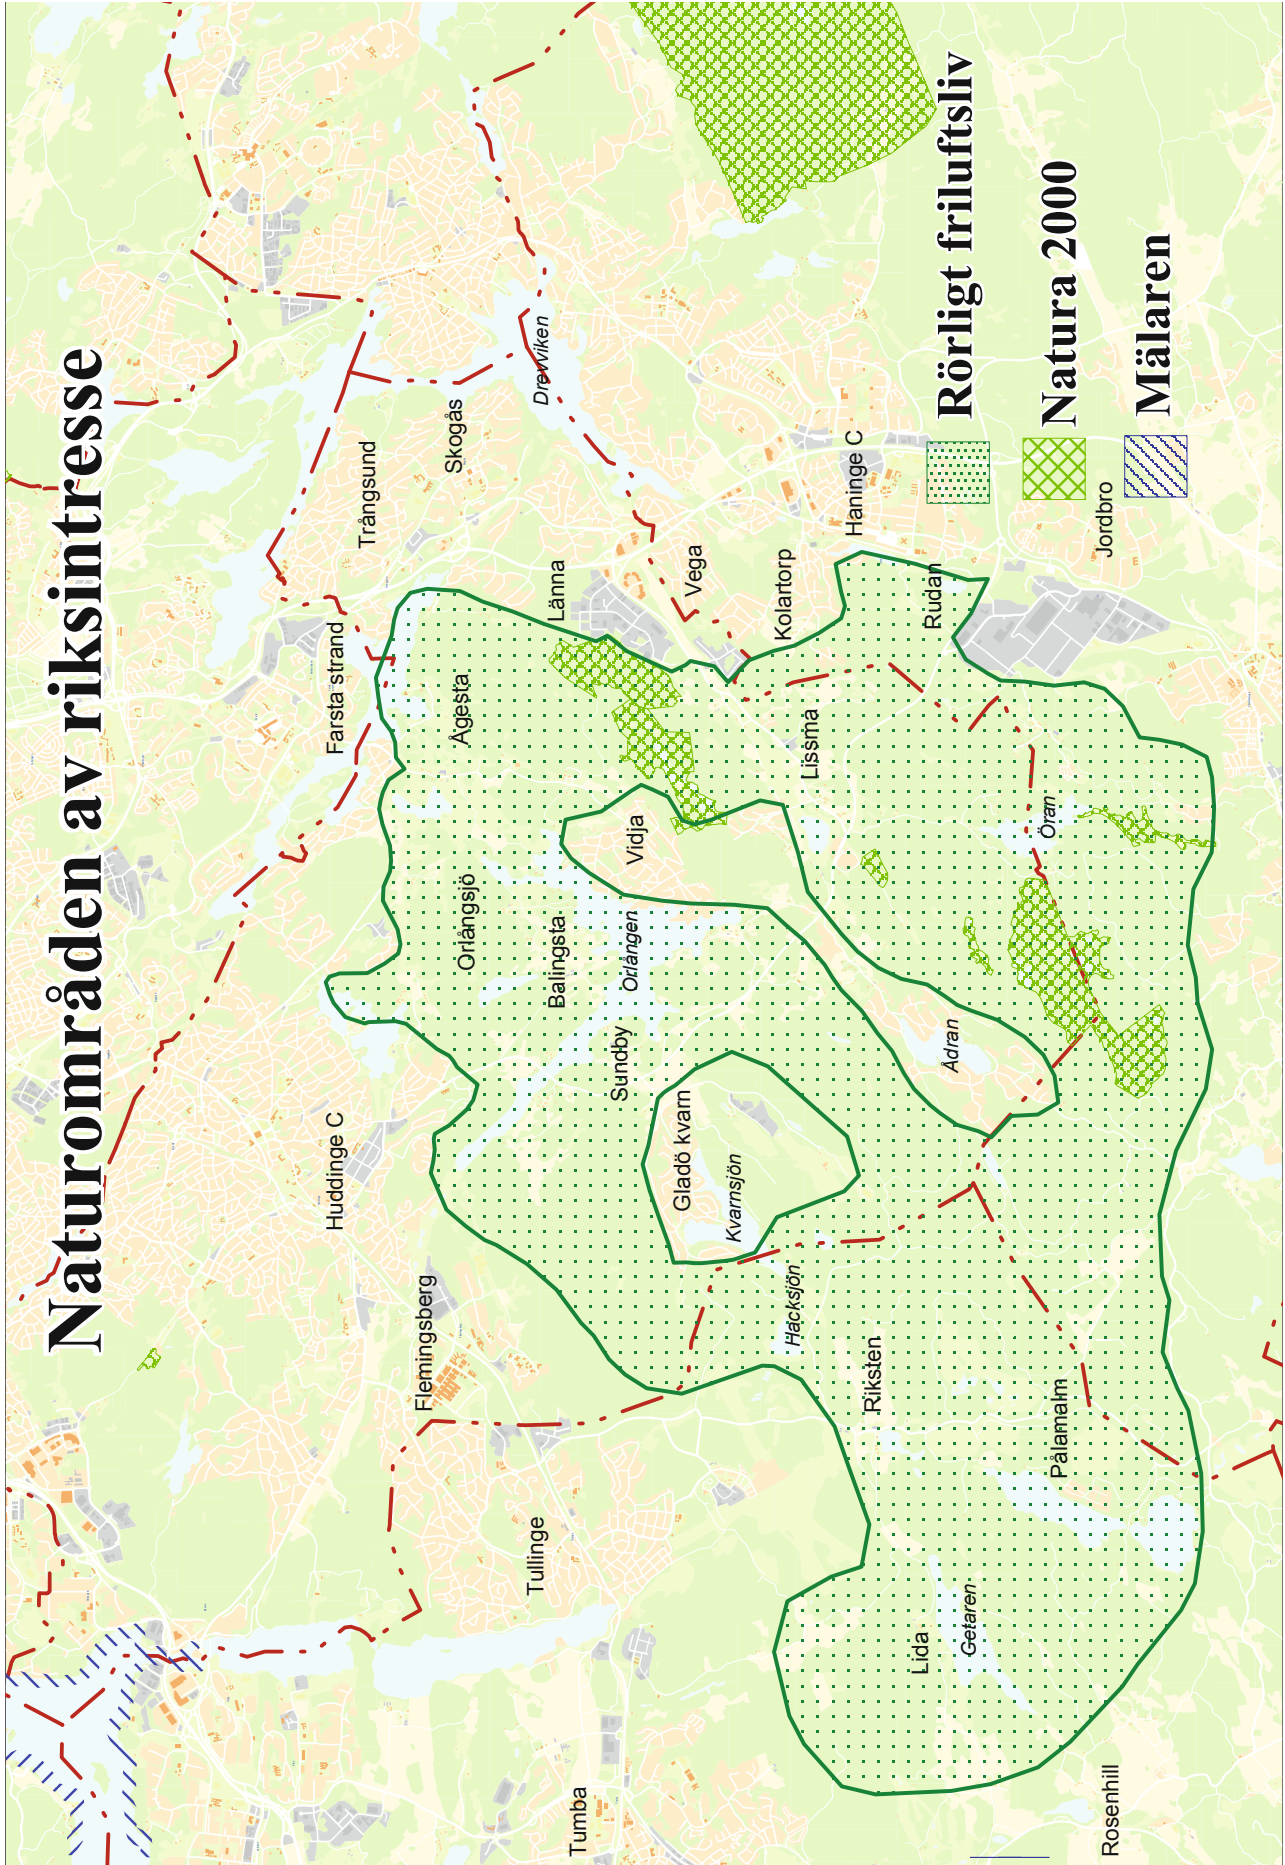 Naturområden av riksintresse
Huddinge C
Farsta strand
Trångsund
Flemingsberg
Skogås
Ågesta
Orlångsjö
Tullinge
Drevviken
Balingsta
Länna
Tumba
Sundby
Orlången
Vidja
Gladö kvarn
Vega
Kvarnsjön
Kolartorp
Hacksjön
Lissma
Haninge C
Riksten
Lida
Rudan
Ådran
Getaren
Öran
Pålamalm
Jordbro
Rosenhill
Rörligt friluftsliv
Natura 2000
Mälaren